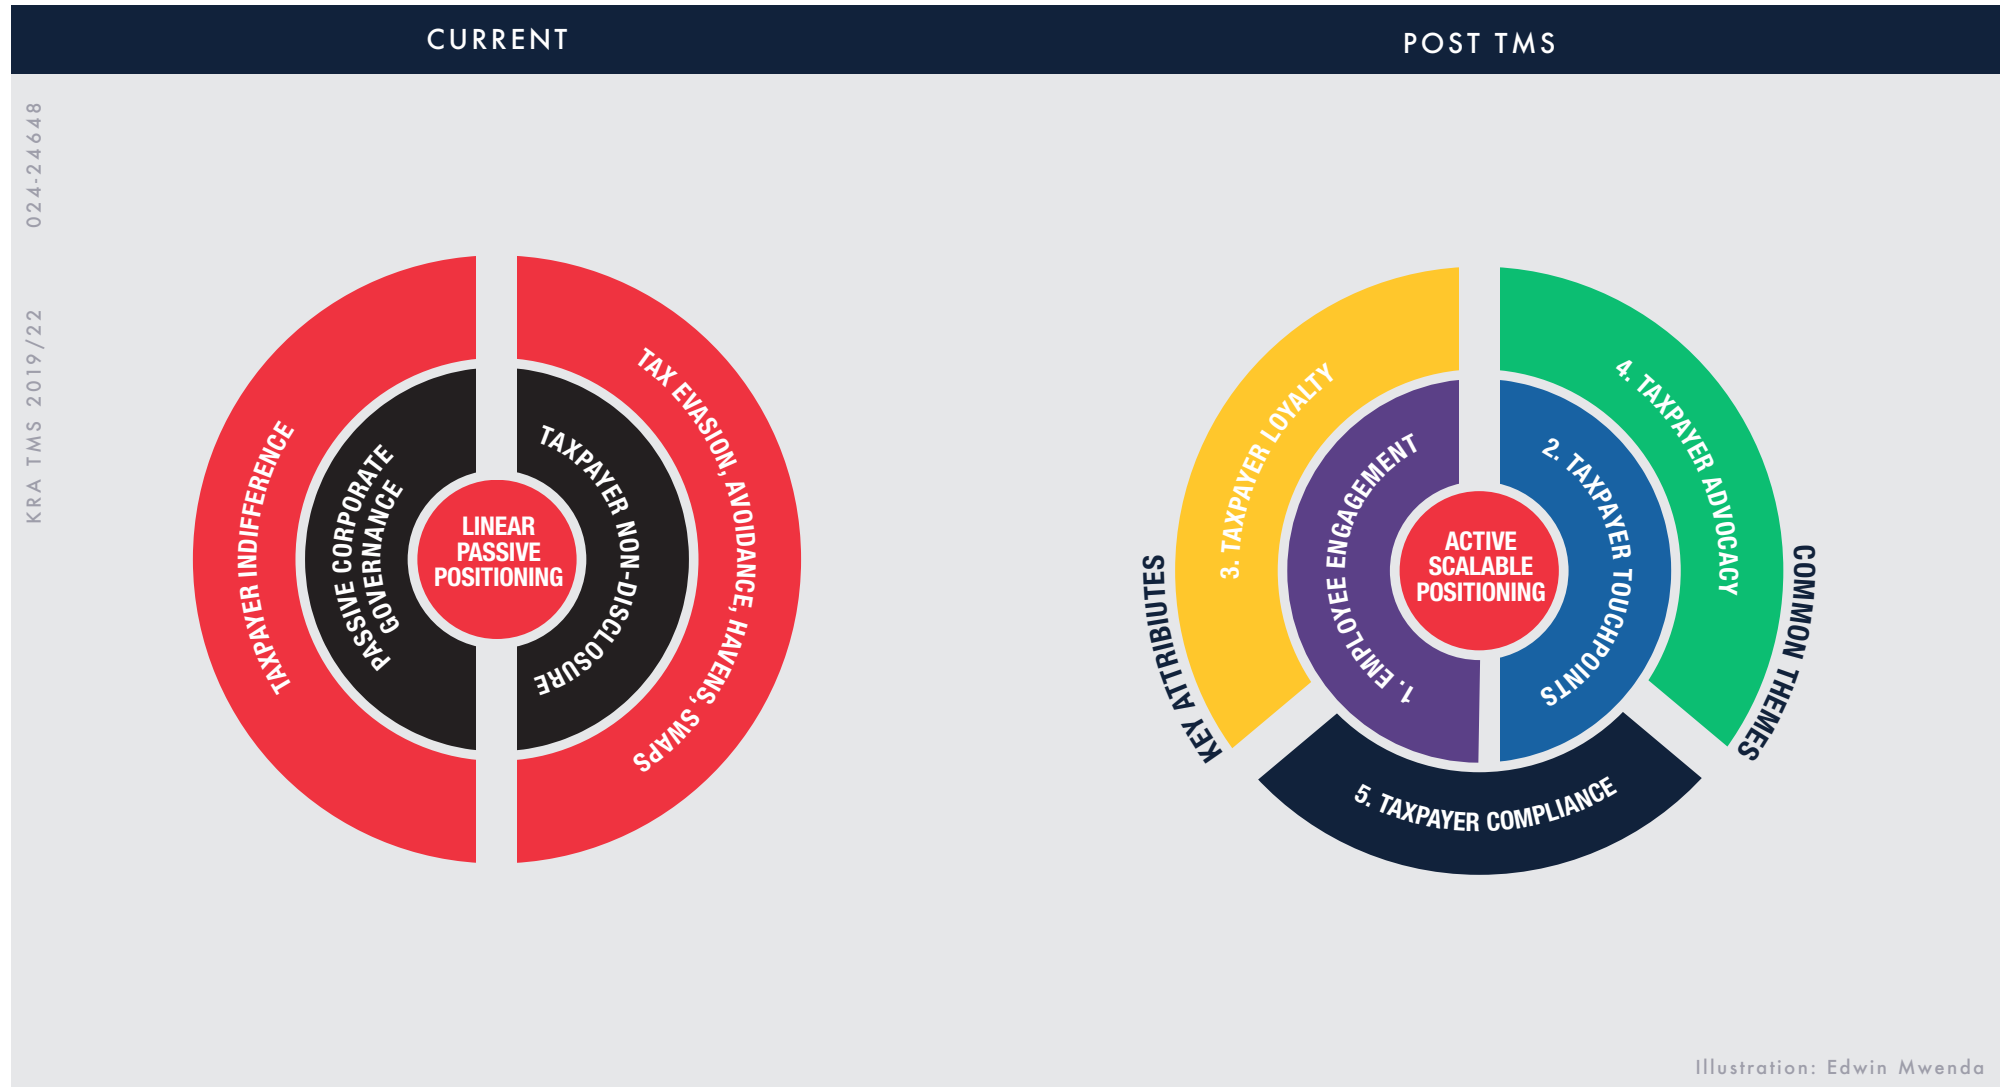 CURRENT
POST TMS
024-24648
KRA TMS 2019/22
TAXPAYER INDIFFERENCE
PASSIVE CORPORATE
GOVERNANCE
LINEAR
PASSIVE
POSITIONING
TAXPAYER NON-DISCLOSURE
TAX EVASION, AVOIDANCE, HAVENS, SWAPS
KEY ATTRIBUTES
3. TAXPAYER LOYALTY
1. EMPLOYEE ENGAGEMENT
ACTIVE
SCALABLE
POSITIONING
2. TAXPAYER TOUCHPOINTS
4. TAXPAYER ADVOCACY
COMMON THEMES
5. TAXPAYER COMPLIANCE
Illustration: Edwin Mwenda